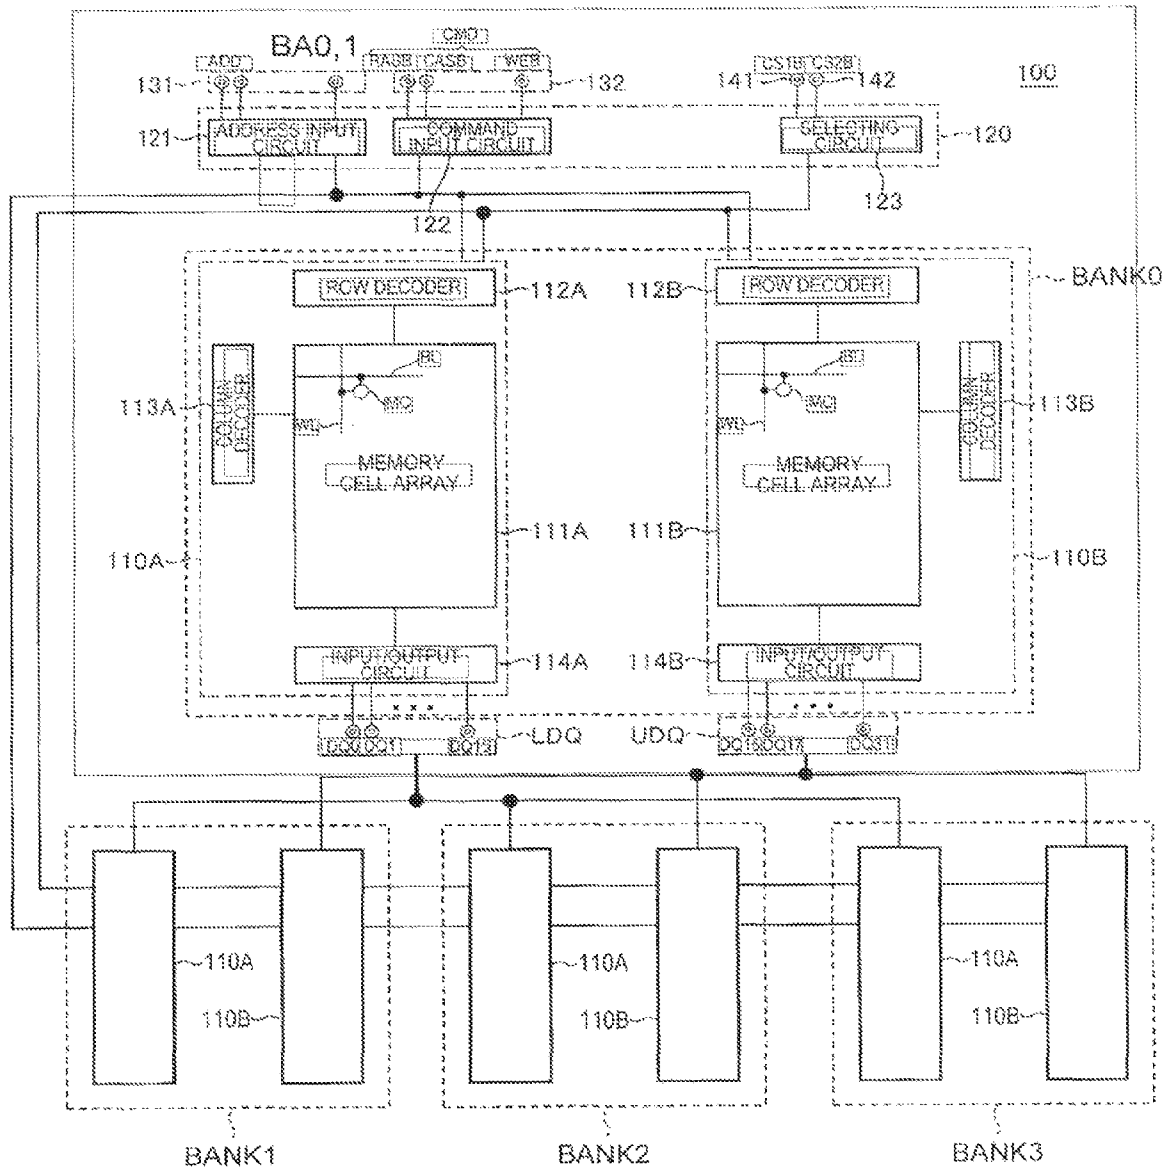 CMD
ADD BA0,1 RASB CASB WEB CS1B CS2B
131 132 141 142 100
121 ADDRESS INPUT CIRCUIT
COMMAND INPUT CIRCUIT
SELECTING CIRCUIT
120
122
123
BANK0
ROW DECODER 112A
112B ROW DECODER
113A COLUMN DECODER
BL
MC
WL
MEMORY CELL ARRAY
BL
MC
WL
MEMORY CELL ARRAY
COLUMN DECODER 113B
110A
111A
111B
110B
INPUT/OUTPUT CIRCUIT 114A
114B INPUT/OUTPUT CIRCUIT
× × ×
• • •
DQ0 DQ1 DQ15 LDQ
UDQ DQ16 DQ17 DQ31
110A
110B
110A
110B
110A
110B
BANK1
BANK2
BANK3